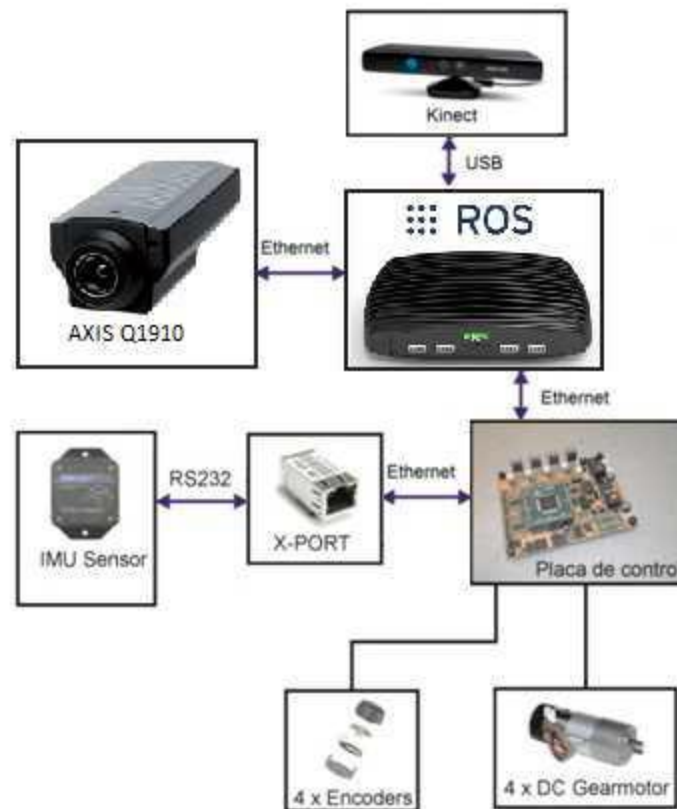 Kinect
USB
ROS
Ethernet
AXIS Q1910
Ethernet
RS232
Ethernet
IMU Sensor
X-PORT
Placa de contro
4 x Encoders
4 x DC Gearmotor